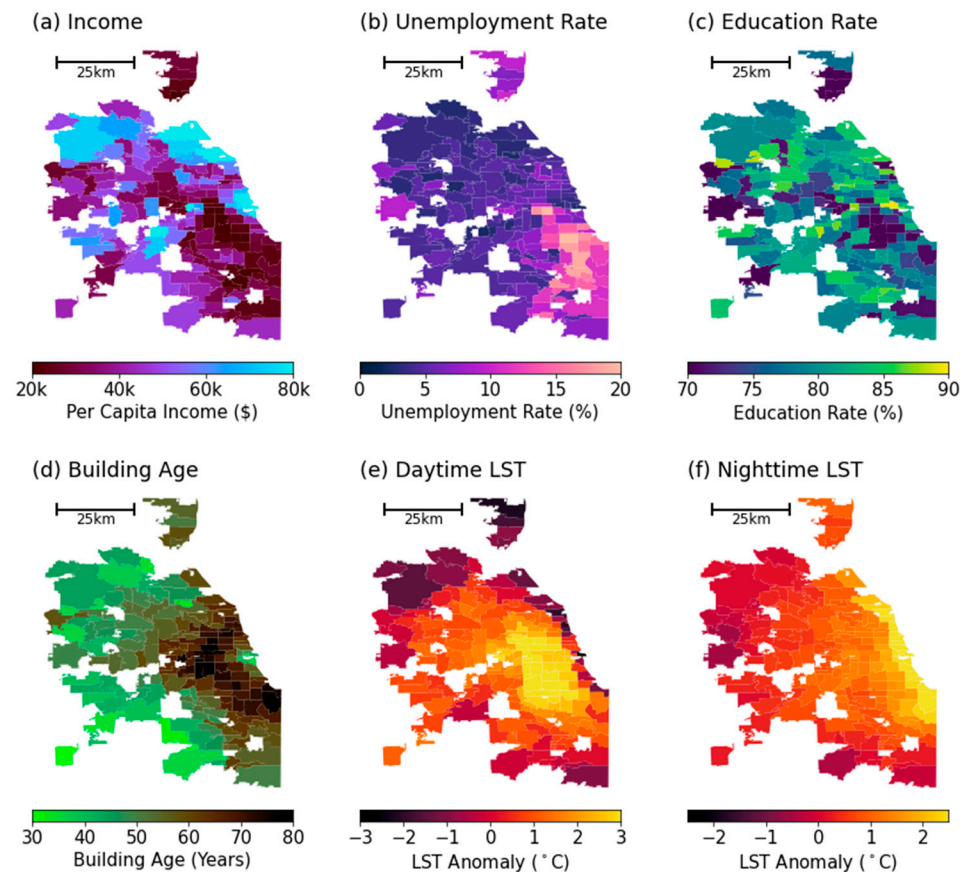 (a) Income
(b) Unemployment Rate
(c) Education Rate
25km
25km
25km
20k 40k 60k 80k
Per Capita Income ($)
0 5 10 15 20
Unemployment Rate (%)
70 75 80 85 90
Education Rate (%)
(d) Building Age
(e) Daytime LST
(f) Nighttime LST
25km
25km
25km
30 40 50 60 70 80
Building Age (Years)
−3 −2 −1 0 1 2 3
LST Anomaly (°C)
−2 −1 0 1 2
LST Anomaly (°C)